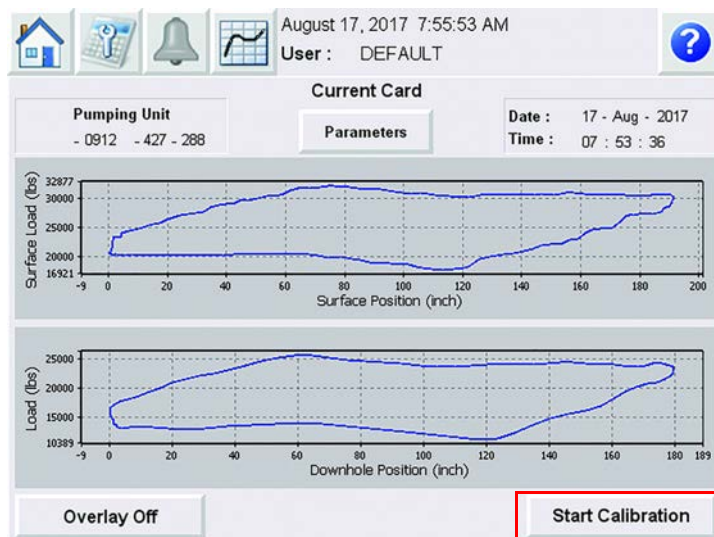 August 17, 2017 7:55:53 AM
User : DEFAULT
?
Current Card
Pumping Unit
- 0912 - 427 - 288
Parameters
Date : 17 - Aug - 2017
Time : 07 : 53 : 36
Surface Load (lbs)
32877
30000
25000
20000
16921
-9 0 20 40 60 80 100 120 140 160 180 200
Surface Position (inch)
Load (lbs)
25000
20000
15000
10389
-9 0 20 40 60 80 100 120 140 160 180 189
Downhole Position (inch)
Overlay Off
Start Calibration